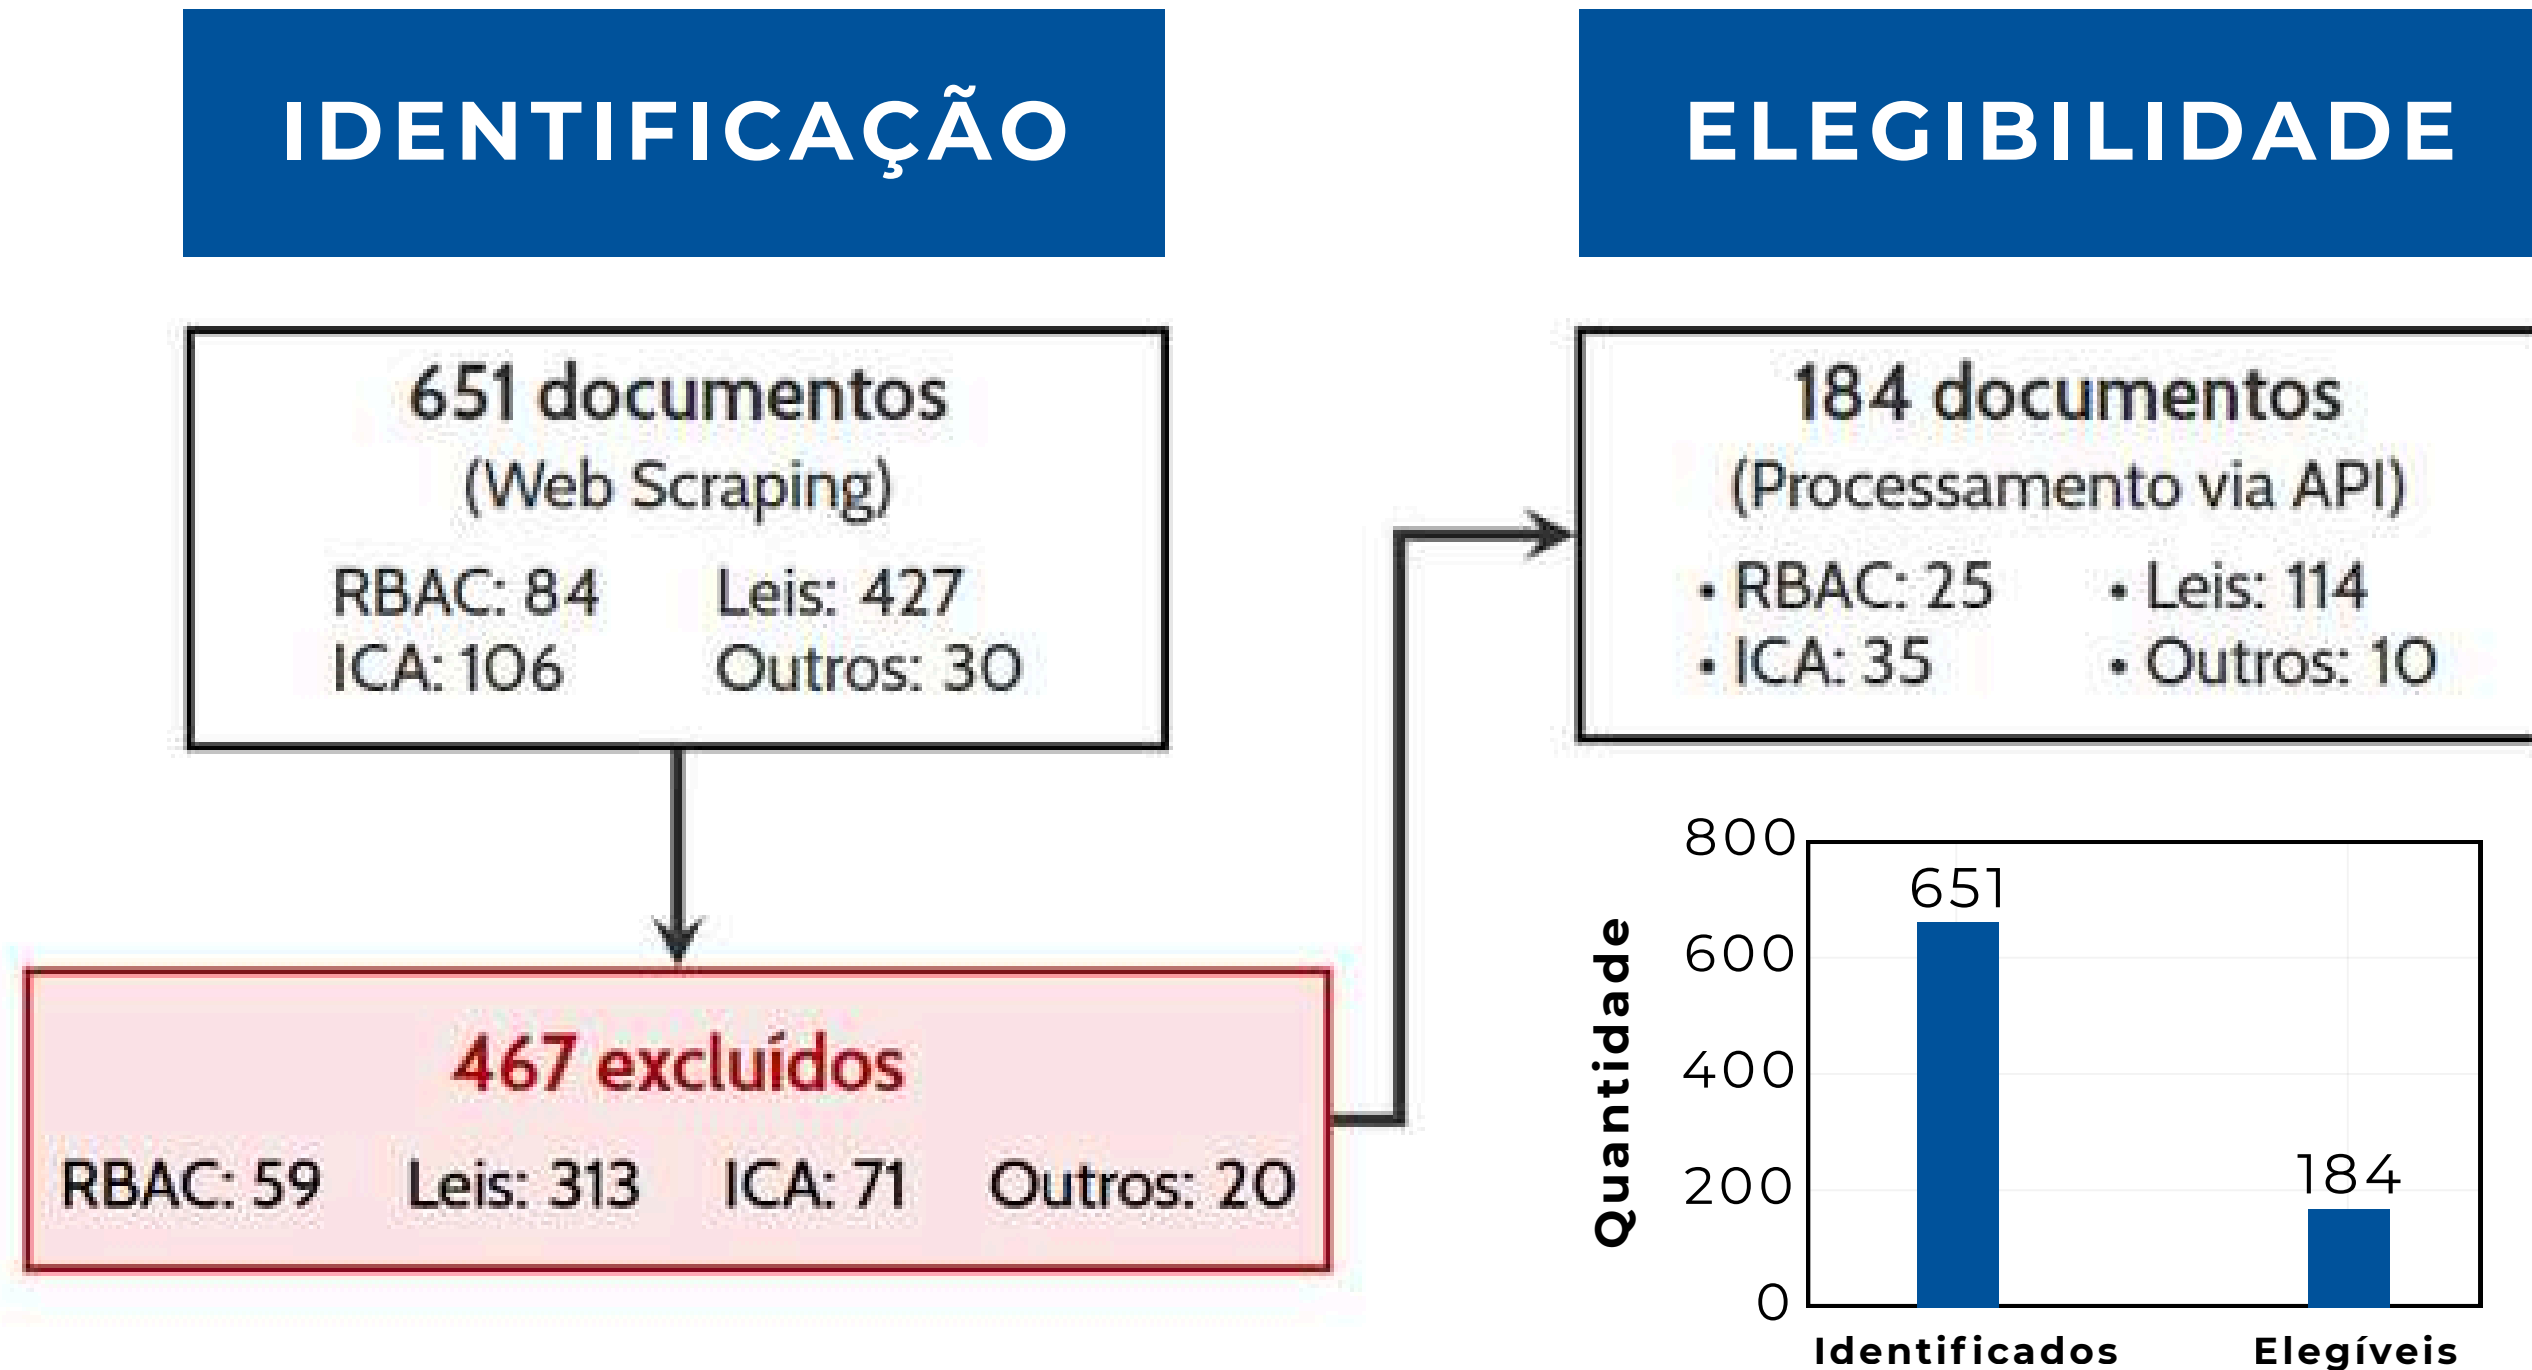 IDENTIFICAÇÃO
651 documentos
(Web Scraping)
RBAC: 84 Leis: 427
ICA: 106 Outros: 30
467 excluídos
RBAC: 59 Leis: 313 ICA: 71 Outros: 20
ELEGIBILIDADE
184 documentos
(Processamento via API)
• RBAC: 25 • Leis: 114
• ICA: 35 • Outros: 10
Quantidade
800
600
400
200
0
651
184
Identificados Elegíveis